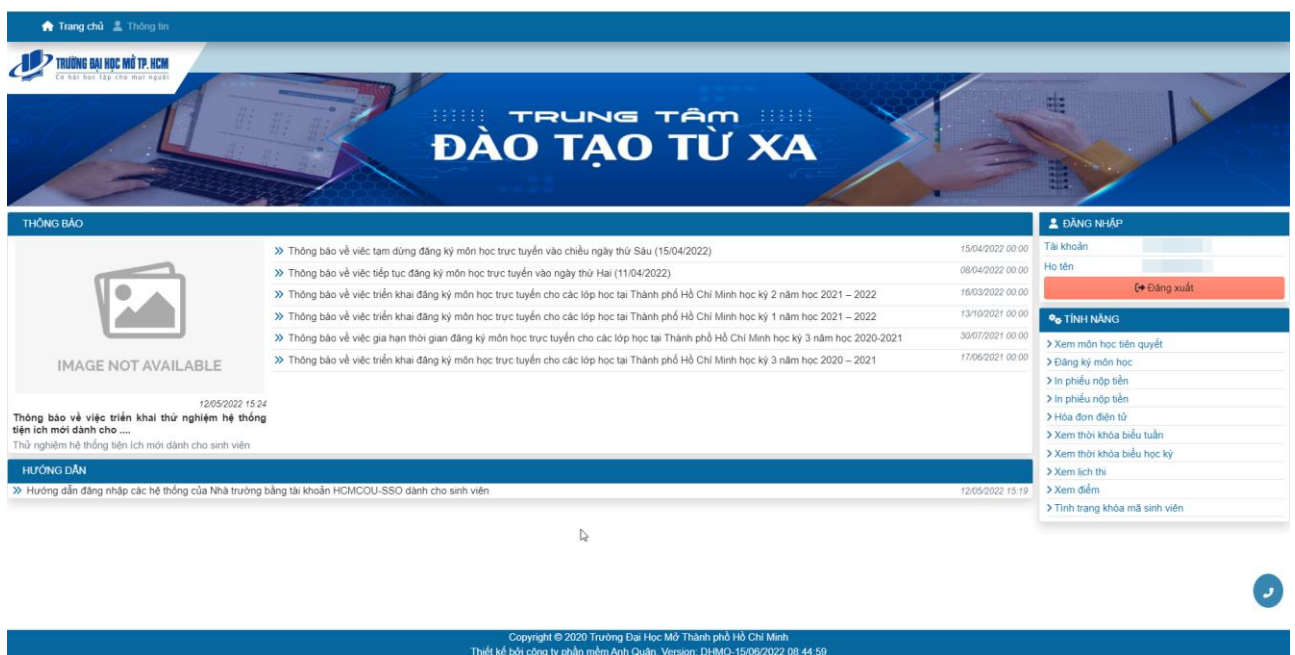 Trang chủ Thông tin
TRƯỜNG ĐẠI HỌC MỞ TP. HCM
Cơ hội học tập cho mọi người
TRUNG TÂM
ĐÀO TẠO TỪ XA
THÔNG BÁO
IMAGE NOT AVAILABLE
12/05/2022 15:24
Thông báo về việc triển khai thử nghiệm hệ thống
tiện ích mới dành cho ....
Thử nghiệm hệ thống tiện ích mới dành cho sinh viên
Thông báo về việc tạm dừng đăng ký môn học trực tuyến vào chiều ngày thứ Sáu (15/04/2022) 15/04/2022 00:00
Thông báo về việc tiếp tục đăng ký môn học trực tuyến vào ngày thứ Hai (11/04/2022) 08/04/2022 00:00
Thông báo về việc triển khai đăng ký môn học trực tuyến cho các lớp học tại Thành phố Hồ Chí Minh học kỳ 2 năm học 2021 – 2022 16/03/2022 00:00
Thông báo về việc triển khai đăng ký môn học trực tuyến cho các lớp học tại Thành phố Hồ Chí Minh học kỳ 1 năm học 2021 – 2022 13/10/2021 00:00
Thông báo về việc gia hạn thời gian đăng ký môn học trực tuyến cho các lớp học tại Thành phố Hồ Chí Minh học kỳ 3 năm học 2020-2021 30/07/2021 00:00
Thông báo về việc triển khai đăng ký môn học trực tuyến cho các lớp học tại Thành phố Hồ Chí Minh học kỳ 3 năm học 2020 – 2021 17/06/2021 00:00
HƯỚNG DẪN
Hướng dẫn đăng nhập các hệ thống của Nhà trường bằng tài khoản HCMCOU-SSO dành cho sinh viên 12/05/2022 15:19
ĐĂNG NHẬP
Tài khoản
Họ tên
Đăng xuất
TÍNH NĂNG
Xem môn học tiên quyết
Đăng ký môn học
In phiếu nộp tiền
In phiếu nộp tiền
Hóa đơn điện tử
Xem thời khóa biểu tuần
Xem thời khóa biểu học kỳ
Xem lịch thi
Xem điểm
Tình trạng khóa mã sinh viên
Copyright © 2020 Trường Đại Học Mở Thành phố Hồ Chí Minh
Thiết kế bởi công ty phần mềm Anh Quân. Version: DHMO-15/06/2022 08:44:59